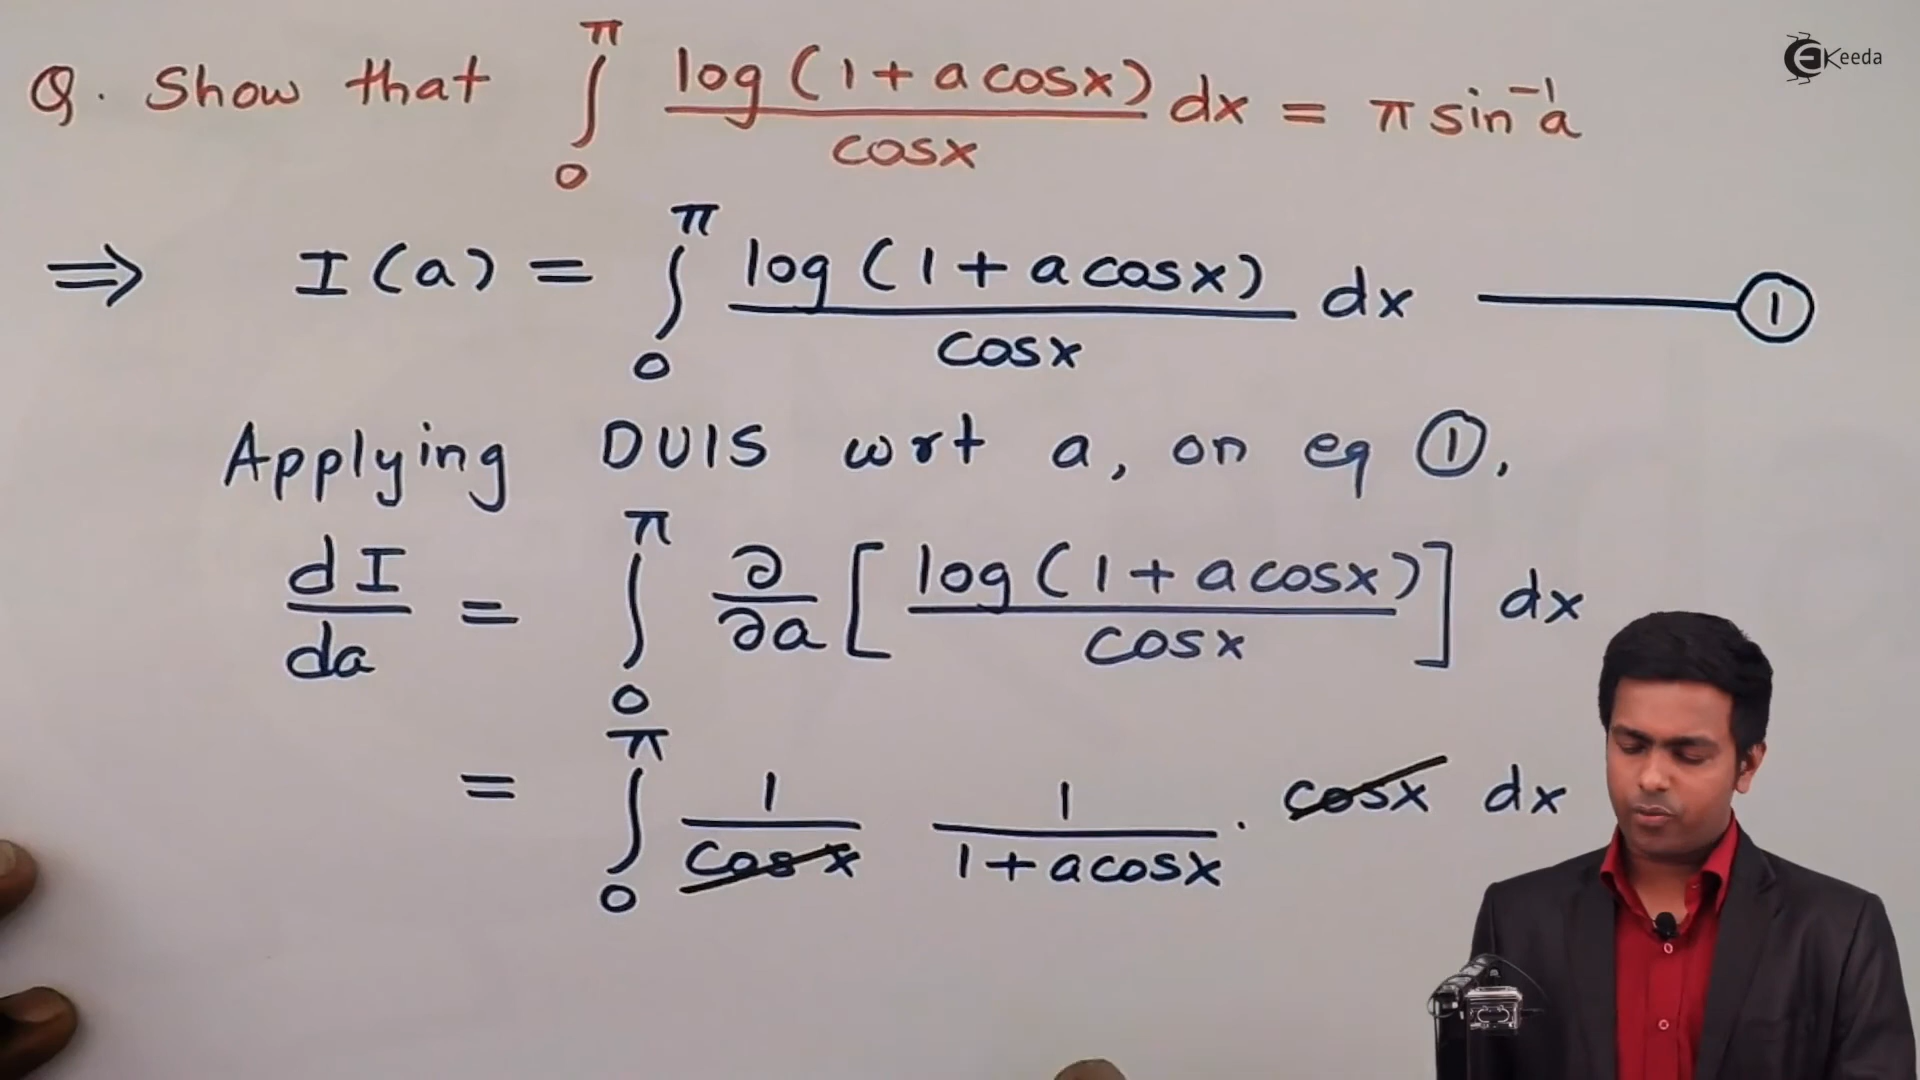 Keeda
Q. Show that ∫₀^π log(1+a cosx)/cosx dx = π sin⁻¹a
⇒ I(a) = ∫₀^π log(1+a cosx)/cosx dx ——— ①
Applying DUIS wrt a, on eq ①.
dI/da = ∫₀^π ∂/∂a [log(1+a cosx)/cosx] dx
= ∫₀^π 1/cosx 1/(1+acosx) . cosx dx